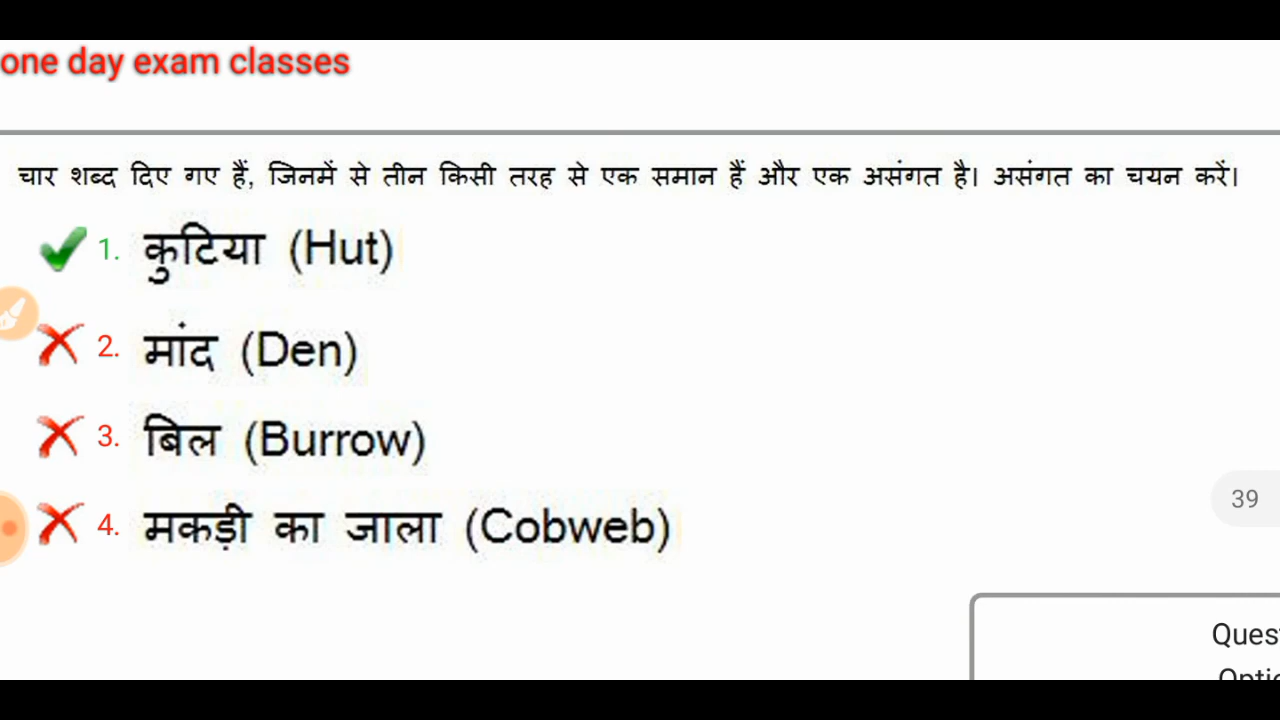 one day exam classes
चार शब्द दिए गए हैं, जिनमें से तीन किसी तरह से एक समान हैं और एक असंगत है। असंगत का चयन करें।
1. कुटिया (Hut)
2. मांद (Den)
3. बिल (Burrow)
39
4. मकड़ी का जाला (Cobweb)